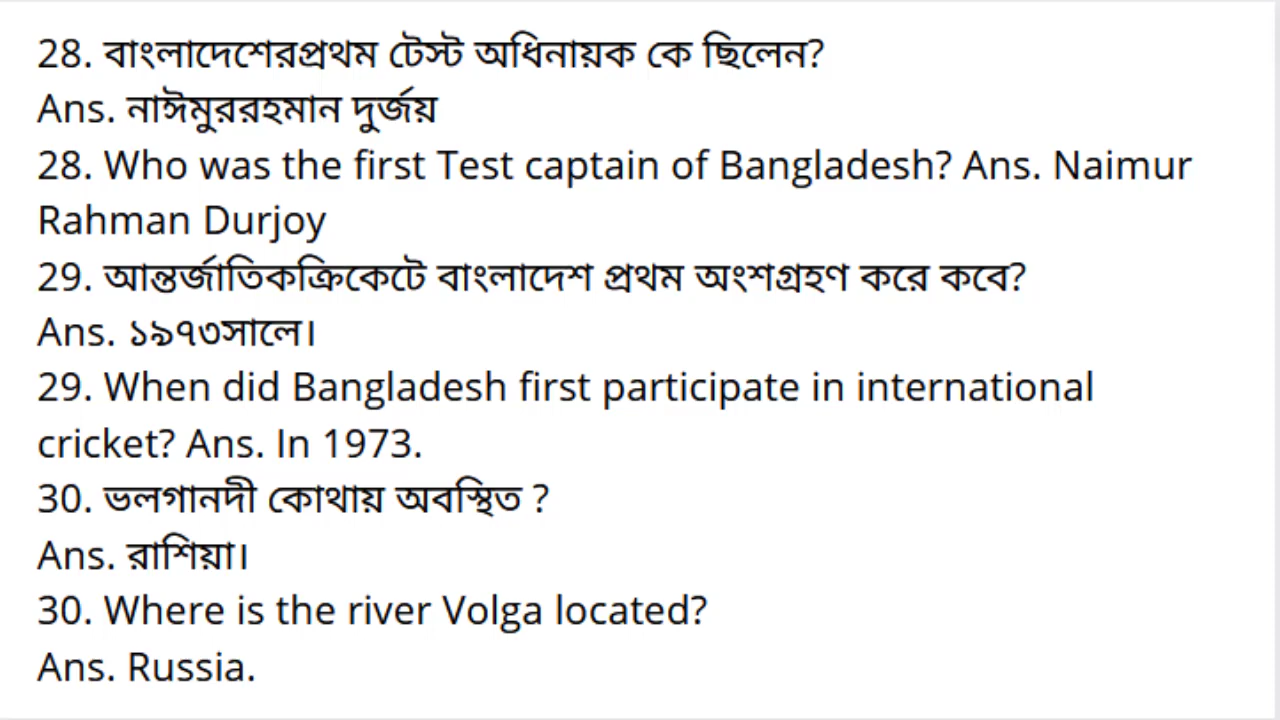 28. বাংলাদেশেরপ্রথম টেস্ট অধিনায়ক কে ছিলেন?
Ans. নাঈমুররহমান দুর্জয়
28. Who was the first Test captain of Bangladesh? Ans. Naimur
Rahman Durjoy
29. আন্তর্জাতিকক্রিকেটে বাংলাদেশ প্রথম অংশগ্রহণ করে কবে?
Ans. ১৯৭৩সালে।
29. When did Bangladesh first participate in international
cricket? Ans. In 1973.
30. ভলগানদী কোথায় অবস্থিত ?
Ans. রাশিয়া।
30. Where is the river Volga located?
Ans. Russia.